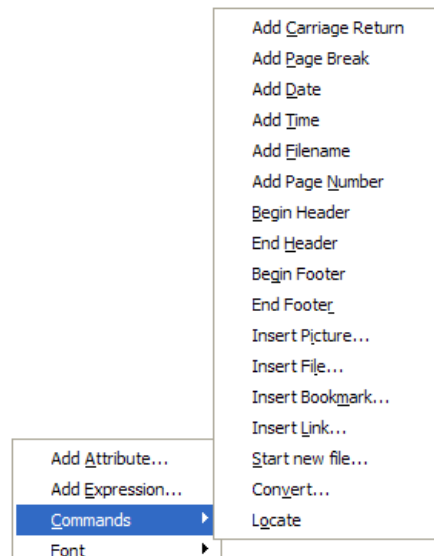 Add Carriage Return
Add Page Break
Add Date
Add Time
Add Filename
Add Page Number
Begin Header
End Header
Begin Footer
End Footer
Insert Picture...
Insert File...
Insert Bookmark...
Insert Link...
Start new file...
Convert...
Locate
Add Attribute...
Add Expression...
Commands
Font